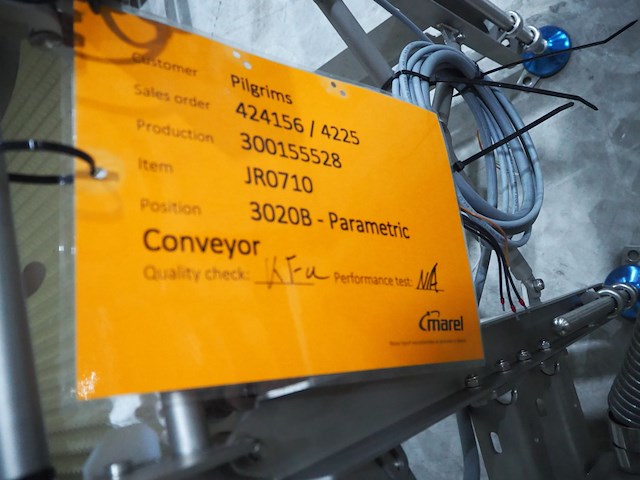 Customer Pilgrims
Sales order 424156 / 4225
Production 300155528
Item JR0710
Position 3020B - Parametric
Conveyor
Quality check: Performance test: NA
marel